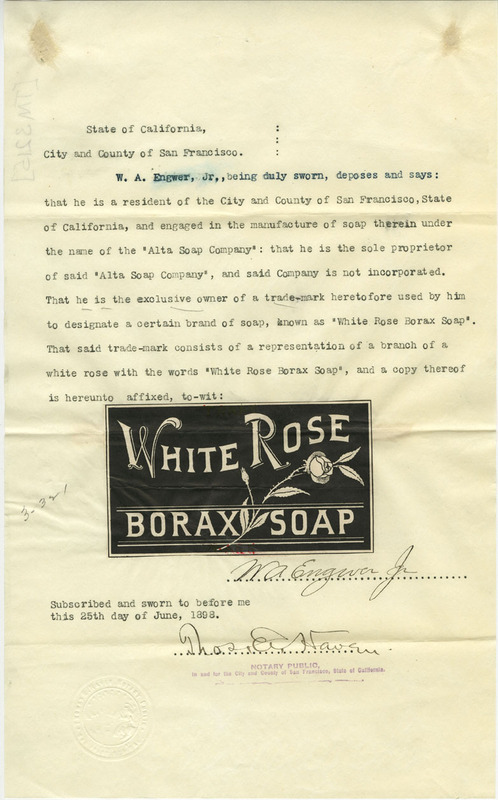 State of California, :
:
City and County of San Francisco. :
W. A. Engwer, Jr,,being duly sworn, deposes and says:
that he is a resident of the City and County of San Francisco,State
of California, and engaged in the manufacture of soap therein under
the name of the "Alta Soap Company": that he is the sole proprietor
of said "Alta Soap Company", and said Company is not incorporated.
That he is the exclusive owner of a trade-mark heretofore used by him
to designate a certain brand of soap, known as "White Rose Borax Soap".
That said trade-mark consists of a representation of a branch of a
white rose with the words "White Rose Borax Soap", and a copy thereof
is hereunto affixed, to-wit:
WHITE ROSE
BORAX SOAP
3-321
W A Engwer Jr
Subscribed and sworn to before me
this 25th day of June, 1898.
NOTARY PUBLIC,
in and for the City and County of San Francisco, State of California.